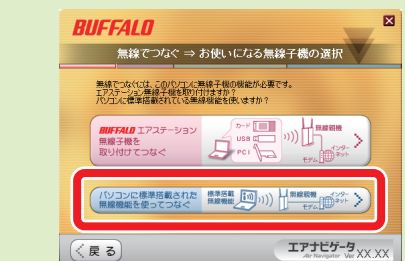 BUFFALO
無線でつなぐ ⇒ お使いになる無線子機の選択
無線でつなぐには、このパソコンに無線子機の機能が必要です。
エアステーション無線子機を取り付けますか？
パソコンに標準搭載されている無線機能を使いますか？
BUFFALO エアステーション
無線子機を
取り付けてつなぐ
カード
USB
PCI
無線親機
モデム
インター
ネット
パソコンに標準搭載された
無線機能を使ってつなぐ
標準搭載
無線機能
無線親機
モデム
インター
ネット
戻る
エアナビゲータ
Air Navigator Ver XX.XX